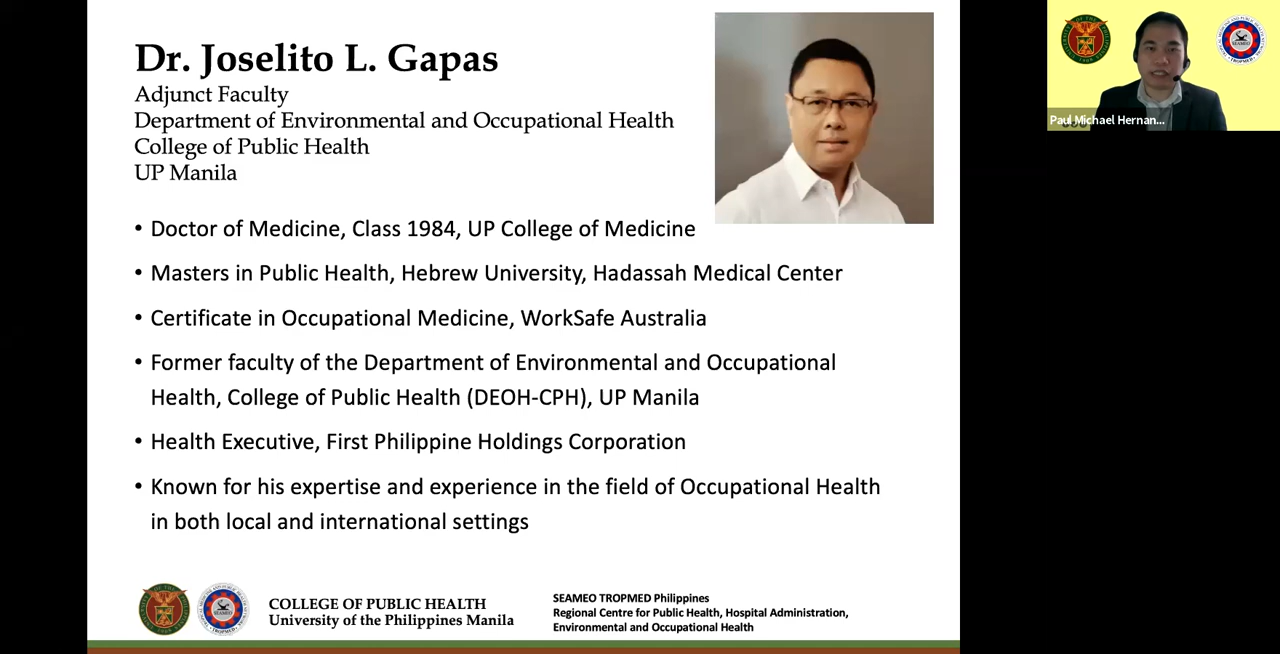 Dr. Joselito L. Gapas
Adjunct Faculty
Department of Environmental and Occupational Health
College of Public Health
UP Manila
• Doctor of Medicine, Class 1984, UP College of Medicine
• Masters in Public Health, Hebrew University, Hadassah Medical Center
• Certificate in Occupational Medicine, WorkSafe Australia
• Former faculty of the Department of Environmental and Occupational
Health, College of Public Health (DEOH-CPH), UP Manila
• Health Executive, First Philippine Holdings Corporation
• Known for his expertise and experience in the field of Occupational Health
in both local and international settings
COLLEGE OF PUBLIC HEALTH
University of the Philippines Manila
SEAMEO TROPMED Philippines
Regional Centre for Public Health, Hospital Administration,
Environmental and Occupational Health
Paul Michael Hernan...
SEAMEO
TROPMED